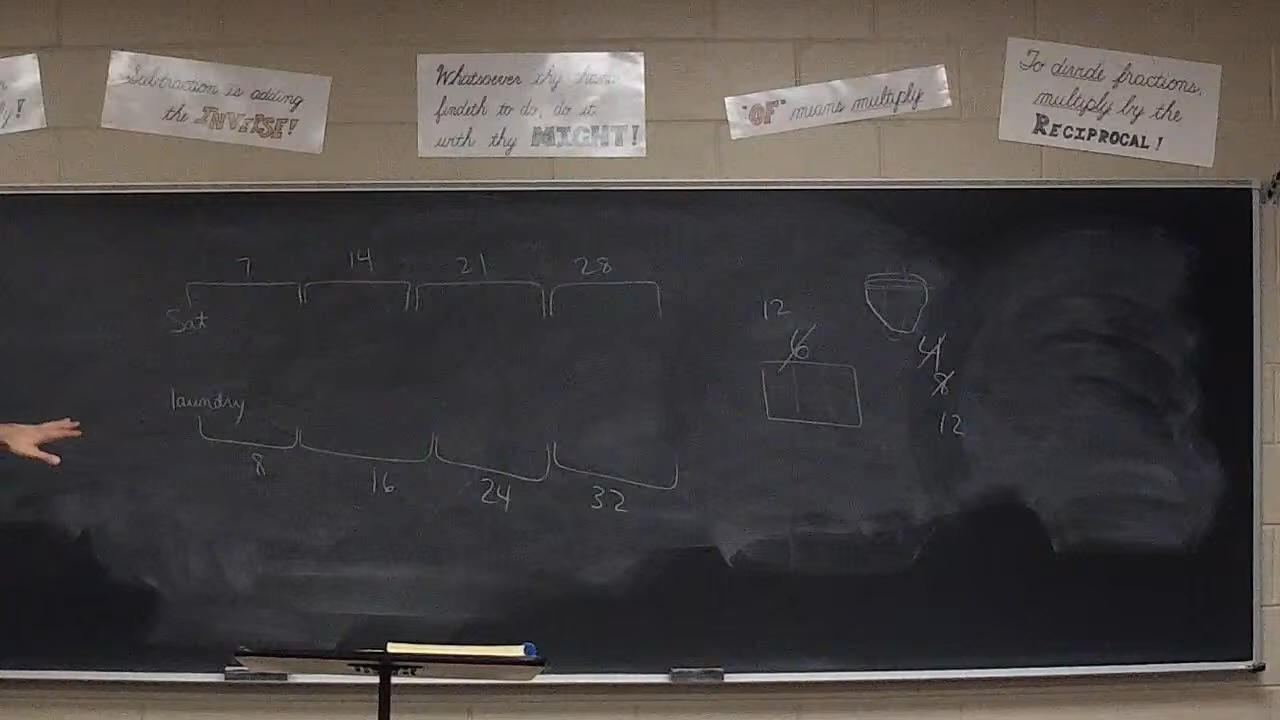 y!
Subtraction is adding
the INVERSE!
Whatsoever thy hand
findeth to do, do it
with thy MIGHT!
"OF" means multiply
To divide fractions,
multiply by the
RECIPROCAL!
7 14 21 28
Sat
laundry
8 16 24 32
12
6
4
8
12